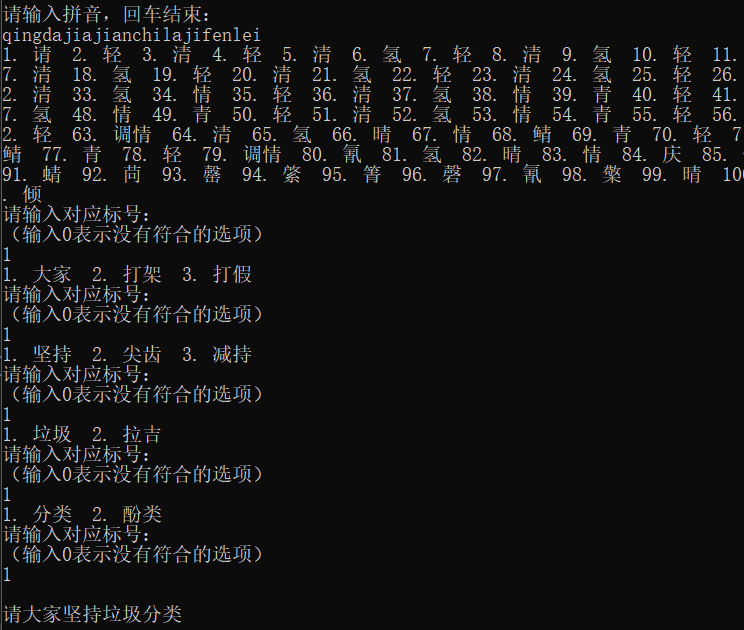 请输入拼音，回车结束：
qingdajiajianchilajifenlei
1. 请  2. 轻  3. 清  4. 轻  5. 清  6. 氢  7. 轻  8. 清  9. 氢  10. 轻  11.
7. 清  18. 氢  19. 轻  20. 清  21. 氢  22. 轻  23. 清  24. 氢  25. 轻  26.
2. 清  33. 氢  34. 情  35. 轻  36. 清  37. 氢  38. 情  39. 青  40. 轻  41.
7. 氢  48. 情  49. 青  50. 轻  51. 清  52. 氢  53. 情  54. 青  55. 轻  56.
2. 轻  63. 调情  64. 清  65. 氢  66. 晴  67. 情  68. 鲭  69. 青  70. 轻  7
鲭  77. 青  78. 轻  79. 调情  80. 氰  81. 氢  82. 晴  83. 情  84. 庆  85.
91. 蜻  92. 苘  93. 罄  94. 綮  95. 箐  96. 磬  97. 氰  98. 檠  99. 晴  100
. 倾
请输入对应标号：
（输入0表示没有符合的选项）
1
1. 大家  2. 打架  3. 打假
请输入对应标号：
（输入0表示没有符合的选项）
1
1. 坚持  2. 尖齿  3. 减持
请输入对应标号：
（输入0表示没有符合的选项）
1
1. 垃圾  2. 拉吉
请输入对应标号：
（输入0表示没有符合的选项）
1
1. 分类  2. 酚类
请输入对应标号：
（输入0表示没有符合的选项）
1
请大家坚持垃圾分类